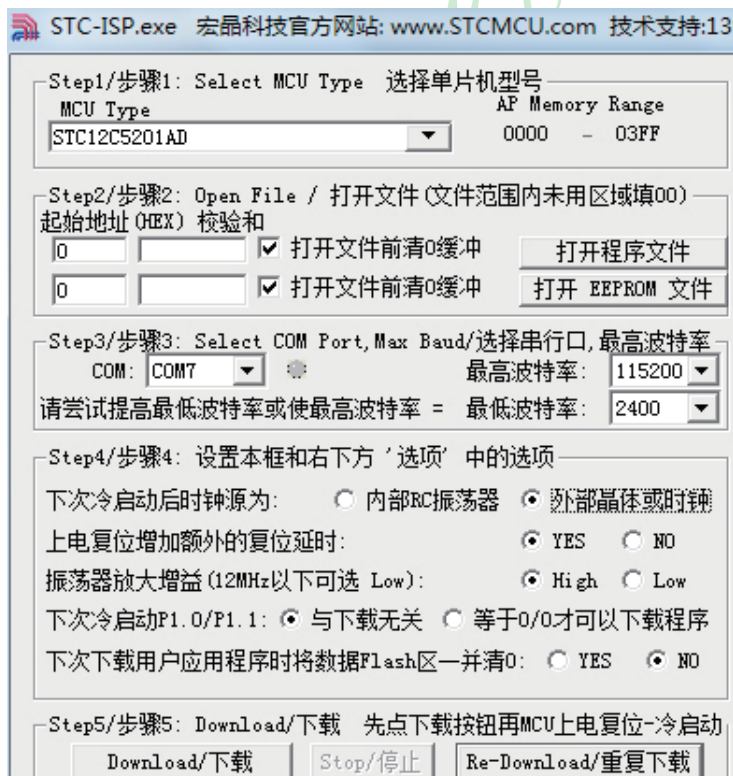 STC-ISP.exe 宏晶科技官方网站: www.STCMCU.com 技术支持:13
Step1/步骤1: Select MCU Type 选择单片机型号
MCU Type AP Memory Range
STC12C5201AD 0000 - 03FF
Step2/步骤2: Open File / 打开文件(文件范围内未用区域填00)
起始地址(HEX) 校验和
0 打开文件前清0缓冲 打开程序文件
0 打开文件前清0缓冲 打开 EEPROM 文件
Step3/步骤3: Select COM Port,Max Baud/选择串行口,最高波特率
COM: COM7 最高波特率: 115200
请尝试提高最低波特率或使最高波特率 = 最低波特率: 2400
Step4/步骤4: 设置本框和右下方 '选项' 中的选项
下次冷启动后时钟源为: 内部RC振荡器 外部晶体或时钟
上电复位增加额外的复位延时: YES NO
振荡器放大增益(12MHz以下可选 Low): High Low
下次冷启动P1.0/P1.1: 与下载无关 等于0/0才可以下载程序
下次下载用户应用程序时将数据Flash区一并清0: YES NO
Step5/步骤5: Download/下载 先点下载按钮再MCU上电复位-冷启动
Download/下载 Stop/停止 Re-Download/重复下载